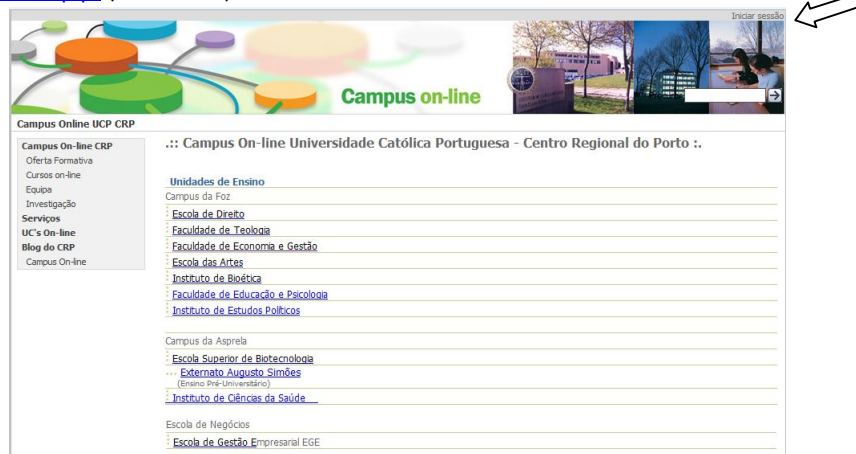 Iniciar sessão
Campus on-line
Campus Online UCP CRP
Campus On-line CRP
Oferta Formativa
Cursos on-line
Equipa
Investigação
Serviços
UC's On-line
Blog do CRP
Campus On-line
.:: Campus On-line Universidade Católica Portuguesa - Centro Regional do Porto :.
Unidades de Ensino
Campus da Foz
Escola de Direito
Faculdade de Teologia
Faculdade de Economia e Gestão
Escola das Artes
Instituto de Bioética
Faculdade de Educação e Psicologia
Instituto de Estudos Políticos
Campus da Asprela
Escola Superior de Biotecnologia
... Externato Augusto Simões
(Ensino Pré-Universitário)
Instituto de Ciências da Saúde
Escola de Negócios
Escola de Gestão Empresarial EGE